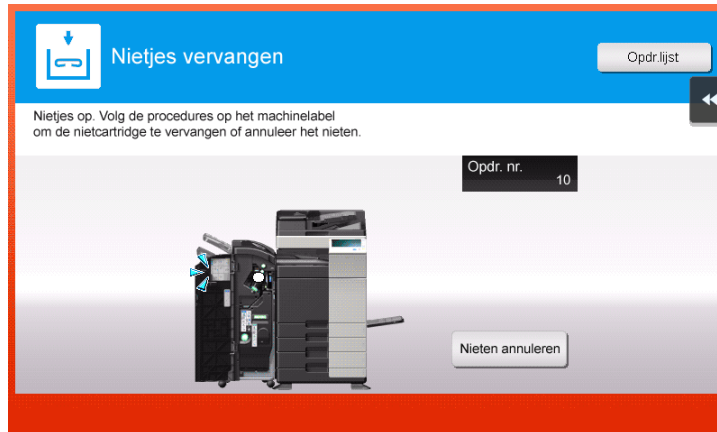 Nietjes vervangen
Opdr.lijst
Nietjes op. Volg de procedures op het machinelabel
om de nietcartridge te vervangen of annuleer het nieten.
Opdr. nr.
10
Nieten annuleren